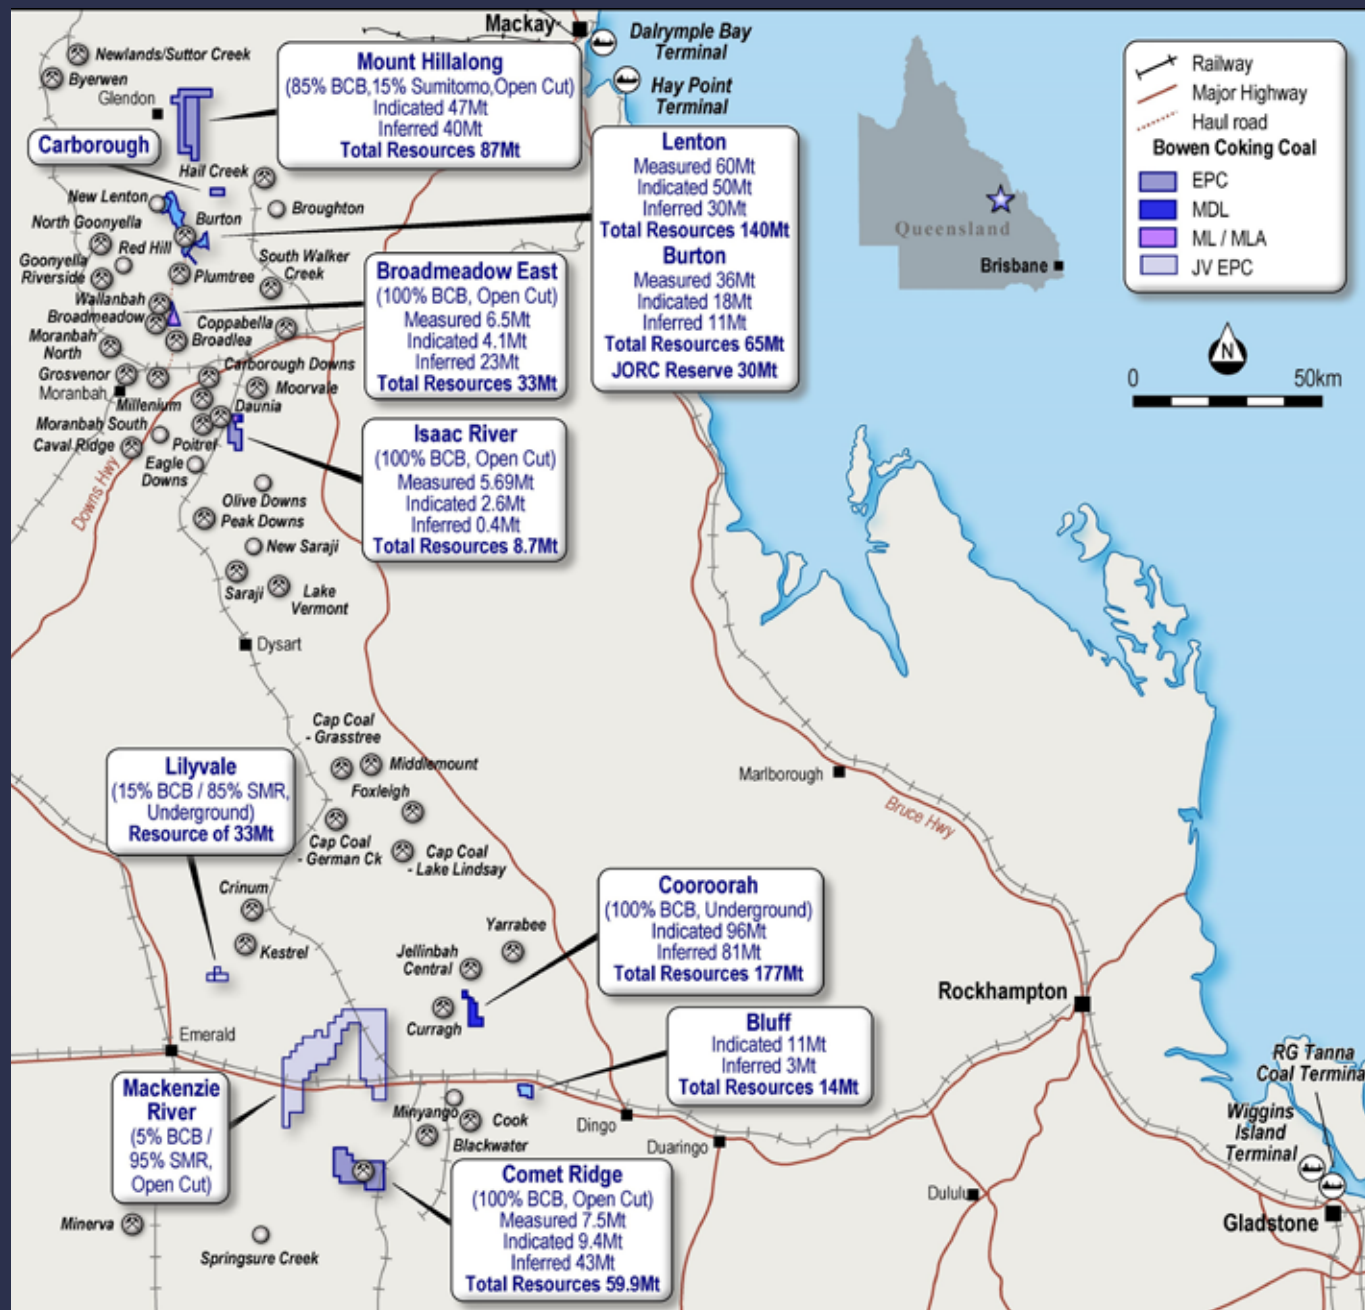 Mackay
Dalrymple Bay
Terminal
Hay Point
Terminal
Newlands/Suttor Creek
Byerwen
Glendon
Mount Hillalong
(85% BCB,15% Sumitomo,Open Cut)
Indicated 47Mt
Inferred 40Mt
Total Resources 87Mt
Railway
Major Highway
Haul road
Bowen Coking Coal
EPC
MDL
ML / MLA
JV EPC
Queensland
Brisbane
N
0
50km
Carborough
Hail Creek
New Lenton
Broughton
North Goonyella
Burton
Red Hill
Goonyella
Riverside
Plumtree
South Walker
Creek
Lenton
Measured 60Mt
Indicated 50Mt
Inferred 30Mt
Total Resources 140Mt
Burton
Measured 36Mt
Indicated 18Mt
Inferred 11Mt
Total Resources 65Mt
JORC Reserve 30Mt
Broadmeadow East
(100% BCB, Open Cut)
Measured 6.5Mt
Indicated 4.1Mt
Inferred 23Mt
Total Resources 33Mt
Wallanbah
Broadmeadow
Coppabella
Broadlea
Moranbah
North
Carborough Downs
Grosvenor
Moranbah
Moorvale
Millenium
Daunia
Moranbah South
Poitrel
Caval Ridge
Eagle
Downs
Downs Hwy
Isaac River
(100% BCB, Open Cut)
Measured 5.69Mt
Indicated 2.6Mt
Inferred 0.4Mt
Total Resources 8.7Mt
Olive Downs
Peak Downs
New Saraji
Saraji
Lake
Vermont
Dysart
Cap Coal
- Grasstree
Middlemount
Foxleigh
Cap Coal
- German Ck
Cap Coal
- Lake Lindsay
Marlborough
Bruce Hwy
Lilyvale
(15% BCB / 85% SMR,
Underground)
Resource of 33Mt
Crinum
Kestrel
Yarrabee
Jellinbah
Central
Curragh
Cooroorah
(100% BCB, Underground)
Indicated 96Mt
Inferred 81Mt
Total Resources 177Mt
Rockhampton
Bluff
Indicated 11Mt
Inferred 3Mt
Total Resources 14Mt
Emerald
Mackenzie
River
(5% BCB /
95% SMR,
Open Cut)
Minyango
Cook
Blackwater
Dingo
Duaringo
Dululu
RG Tanna
Coal Terminal
Wiggins
Island
Terminal
Gladstone
Comet Ridge
(100% BCB, Open Cut)
Measured 7.5Mt
Indicated 9.4Mt
Inferred 43Mt
Total Resources 59.9Mt
Minerva
Springsure Creek